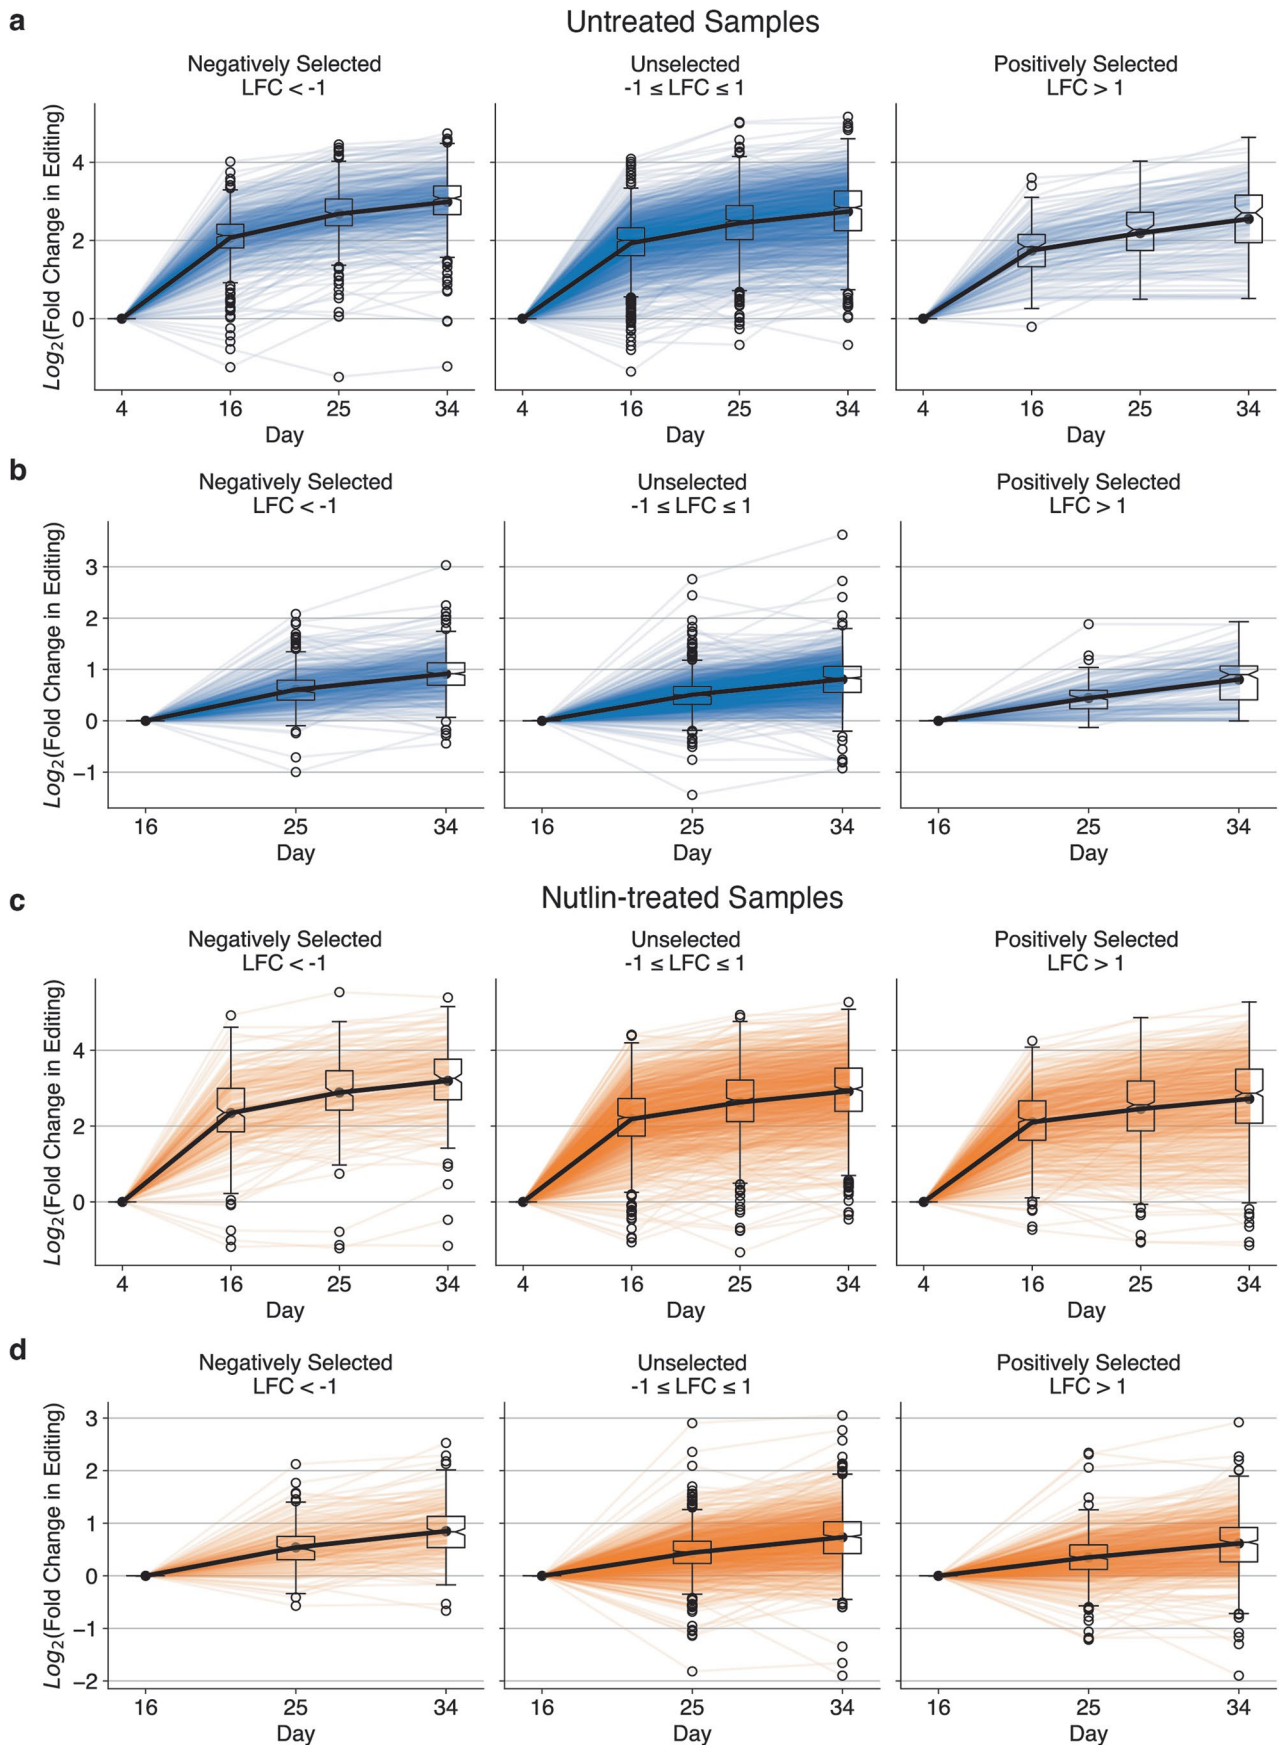 a
Untreated Samples
Negatively Selected
LFC < -1
Unselected
-1 ≤ LFC ≤ 1
Positively Selected
LFC > 1
Log₂(Fold Change in Editing)
4
2
0
4 16 25 34
Day
4 16 25 34
Day
4 16 25 34
Day
b
Negatively Selected
LFC < -1
Unselected
-1 ≤ LFC ≤ 1
Positively Selected
LFC > 1
Log₂(Fold Change in Editing)
3
2
1
0
−1
16 25 34
Day
16 25 34
Day
16 25 34
Day
c
Nutlin-treated Samples
Negatively Selected
LFC < -1
Unselected
-1 ≤ LFC ≤ 1
Positively Selected
LFC > 1
Log₂(Fold Change in Editing)
4
2
0
4 16 25 34
Day
4 16 25 34
Day
4 16 25 34
Day
d
Negatively Selected
LFC < -1
Unselected
-1 ≤ LFC ≤ 1
Positively Selected
LFC > 1
Log₂(Fold Change in Editing)
3
2
1
0
−1
−2
16 25 34
Day
16 25 34
Day
16 25 34
Day